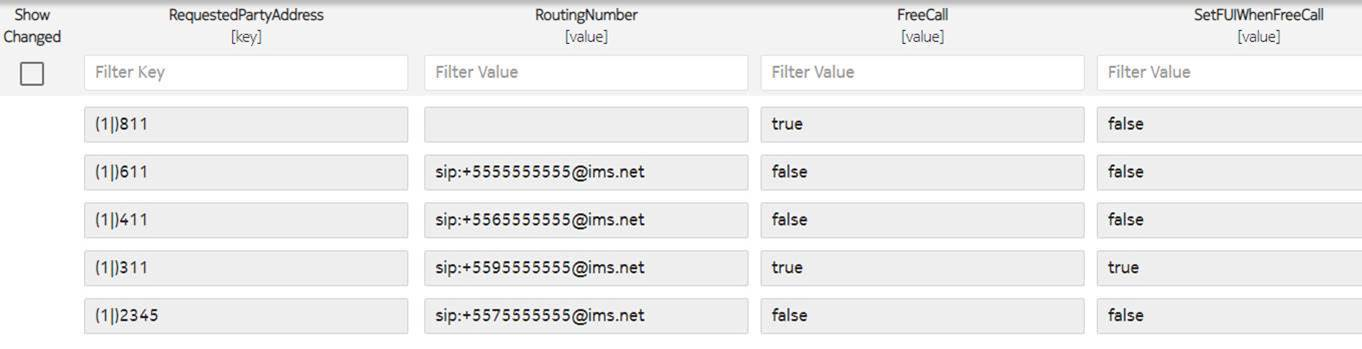 Show Changed RequestedPartyAddress [key] RoutingNumber [value] FreeCall [value] SetFUIWhenFreeCall [value]
Filter Key Filter Value Filter Value Filter Value
(1|)811 true false
(1|)611 sip:+5555555555@ims.net false false
(1|)411 sip:+5565555555@ims.net false false
(1|)311 sip:+5595555555@ims.net true true
(1|)2345 sip:+5575555555@ims.net false false